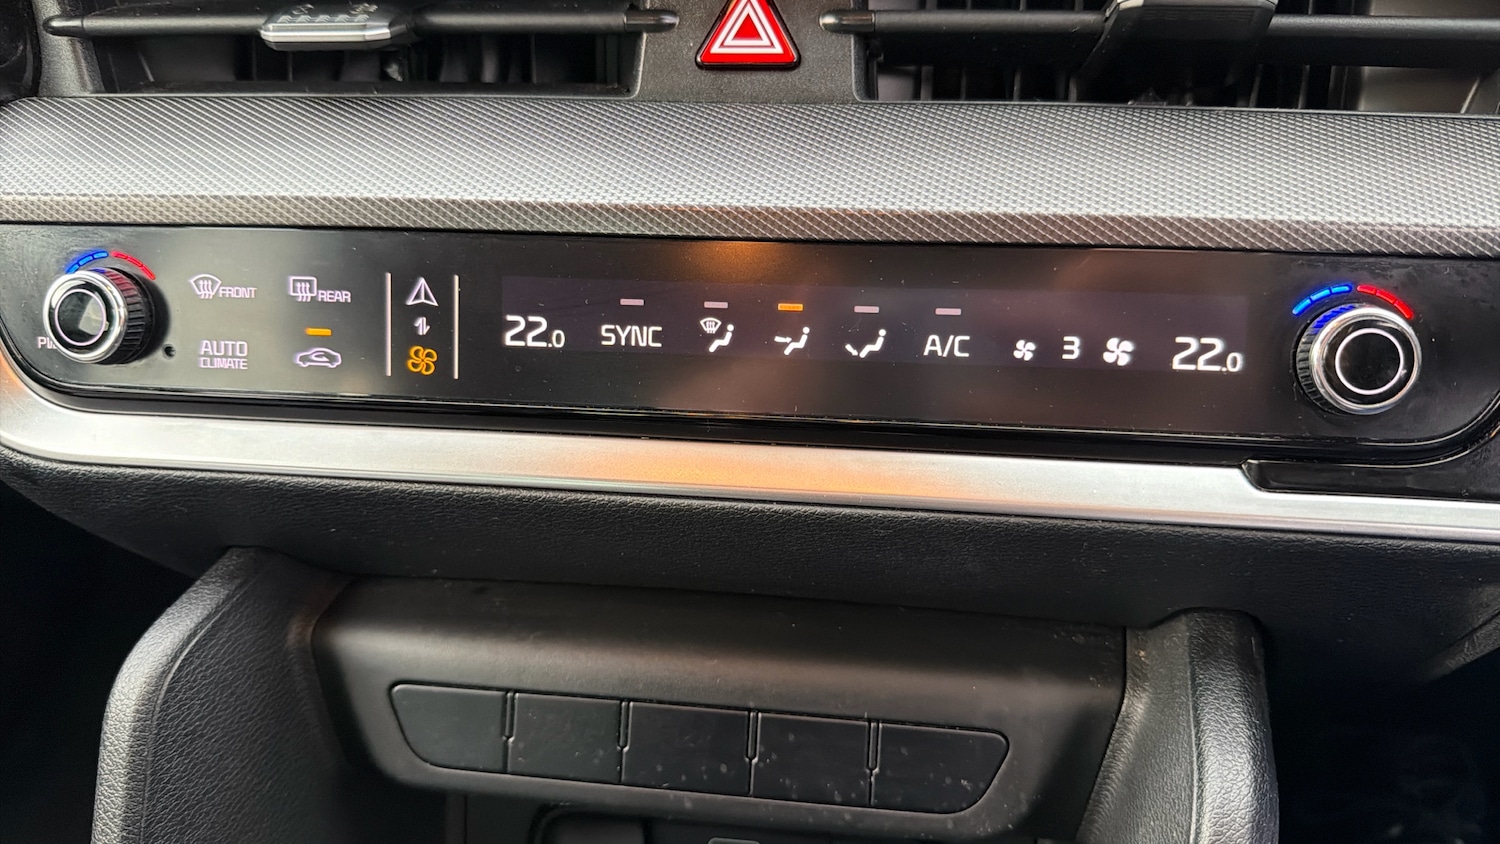 FRONT
REAR
AUTO
CLIMATE
22.0
SYNC
A/C
3
22.0